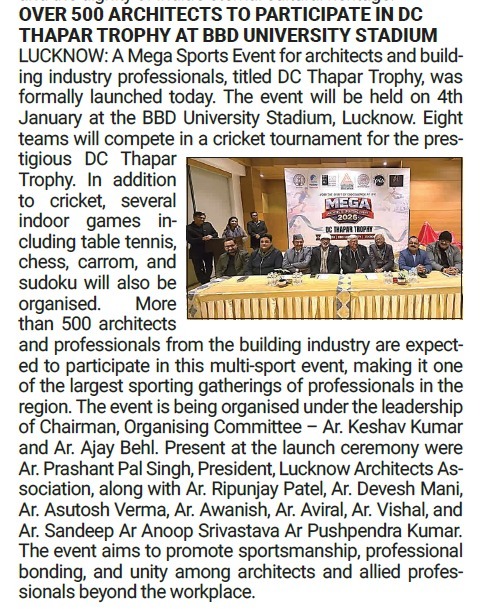 OVER 500 ARCHITECTS TO PARTICIPATE IN DC
THAPAR TROPHY AT BBD UNIVERSITY STADIUM
LUCKNOW: A Mega Sports Event for architects and build-
ing industry professionals, titled DC Thapar Trophy, was
formally launched today. The event will be held on 4th
January at the BBD University Stadium, Lucknow. Eight
teams will compete in a cricket tournament for the pres-
tigious DC Thapar
Trophy. In addition
to cricket, several
indoor games in-
cluding table tennis,
chess, carrom, and
sudoku will also be
organised. More
than 500 architects
MEGA
2026
DC THAPAR TROPHY
and professionals from the building industry are expect-
ed to participate in this multi-sport event, making it one
of the largest sporting gatherings of professionals in the
region. The event is being organised under the leadership
of Chairman, Organising Committee – Ar. Keshav Kumar
and Ar. Ajay Behl. Present at the launch ceremony were
Ar. Prashant Pal Singh, President, Lucknow Architects As-
sociation, along with Ar. Ripunjay Patel, Ar. Devesh Mani,
Ar. Asutosh Verma, Ar. Awanish, Ar. Aviral, Ar. Vishal, and
Ar. Sandeep Ar Anoop Srivastava Ar Pushpendra Kumar.
The event aims to promote sportsmanship, professional
bonding, and unity among architects and allied profes-
sionals beyond the workplace.